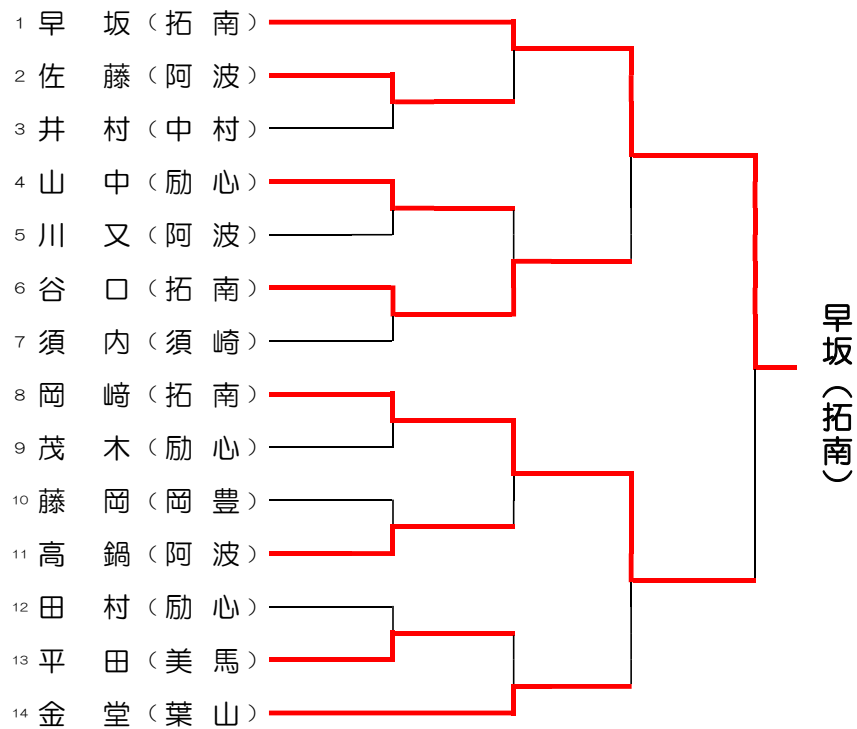 1 早 坂 （拓 南）
2 佐 藤 （阿 波）
3 井 村 （中 村）
4 山 中 （励 心）
5 川 又 （阿 波）
6 谷 口 （拓 南）
7 須 内 （須 崎）
8 岡 﨑 （拓 南）
9 茂 木 （励 心）
10 藤 岡 （岡 豊）
11 高 鍋 （阿 波）
12 田 村 （励 心）
13 平 田 （美 馬）
14 金 堂 （葉 山）
早坂（拓南）